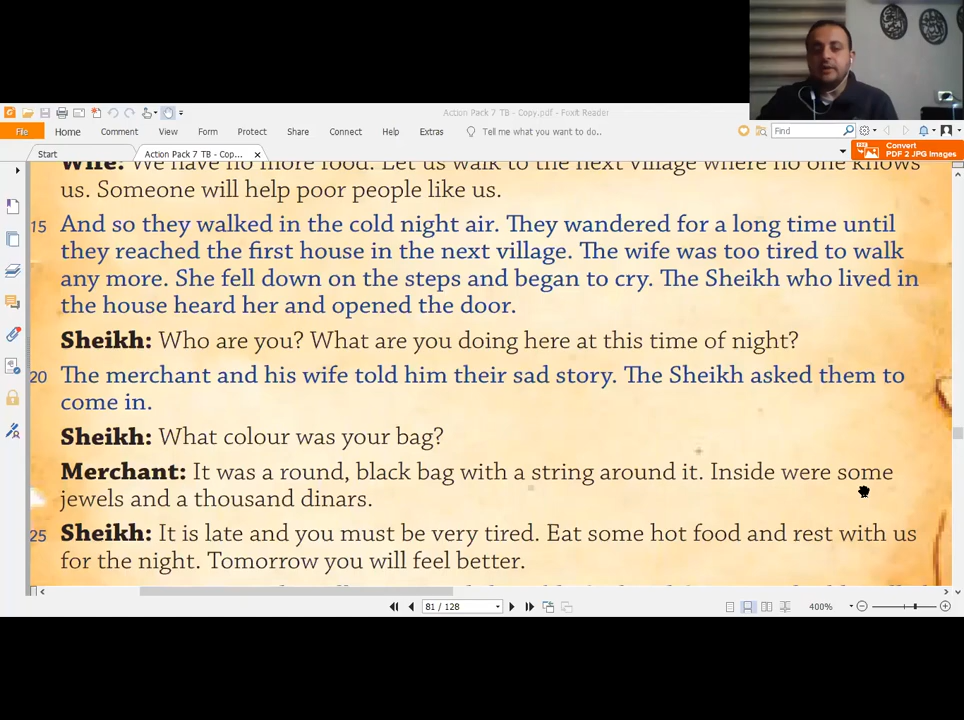 Action Pack 7 TB - Copy.pdf - Foxit Reader
File Home Comment View Form Protect Share Connect Help Extras Tell me what you want to do.. Find
Start Action Pack 7 TB - Cop... Convert
PDF 2 JPG Images
Wife: We have no more food. Let us walk to the next village where no one knows
us. Someone will help poor people like us.
15 And so they walked in the cold night air. They wandered for a long time until
they reached the first house in the next village. The wife was too tired to walk
any more. She fell down on the steps and began to cry. The Sheikh who lived in
the house heard her and opened the door.
Sheikh: Who are you? What are you doing here at this time of night?
20 The merchant and his wife told him their sad story. The Sheikh asked them to
come in.
Sheikh: What colour was your bag?
Merchant: It was a round, black bag with a string around it. Inside were some
jewels and a thousand dinars.
25 Sheikh: It is late and you must be very tired. Eat some hot food and rest with us
for the night. Tomorrow you will feel better.
81 / 128 400%